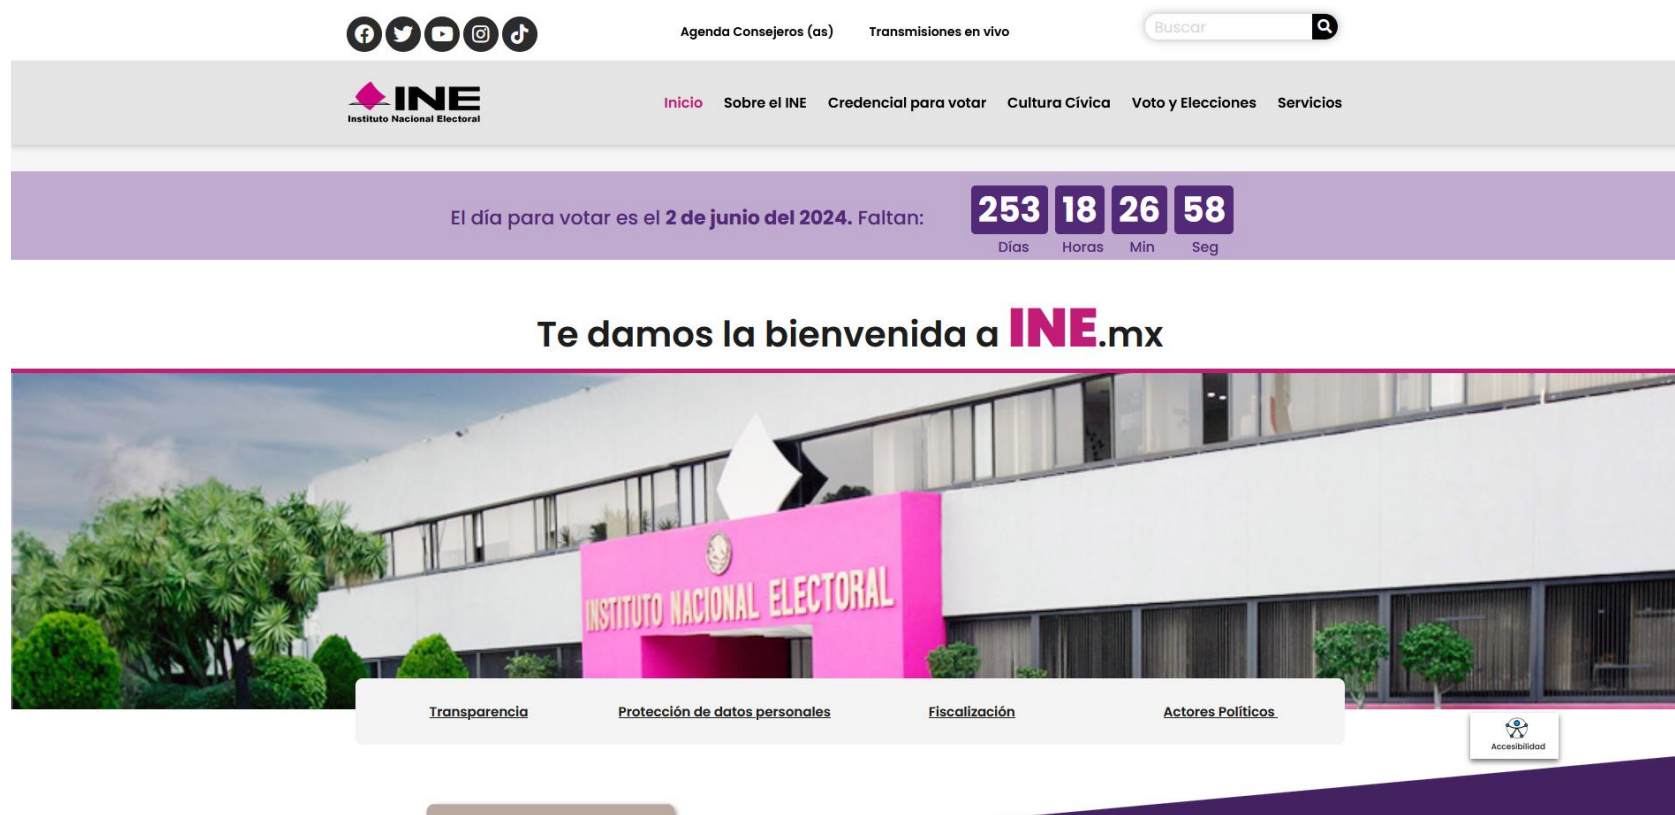 Agenda Consejeros (as)
Transmisiones en vivo
Buscar
INE
Instituto Nacional Electoral
Inicio
Sobre el INE
Credencial para votar
Cultura Cívica
Voto y Elecciones
Servicios
El día para votar es el 2 de junio del 2024. Faltan:
253 18 26 58
Días Horas Min Seg
Te damos la bienvenida a INE.mx
INSTITUTO NACIONAL ELECTORAL
Transparencia
Protección de datos personales
Fiscalización
Actores Políticos
Accesibilidad